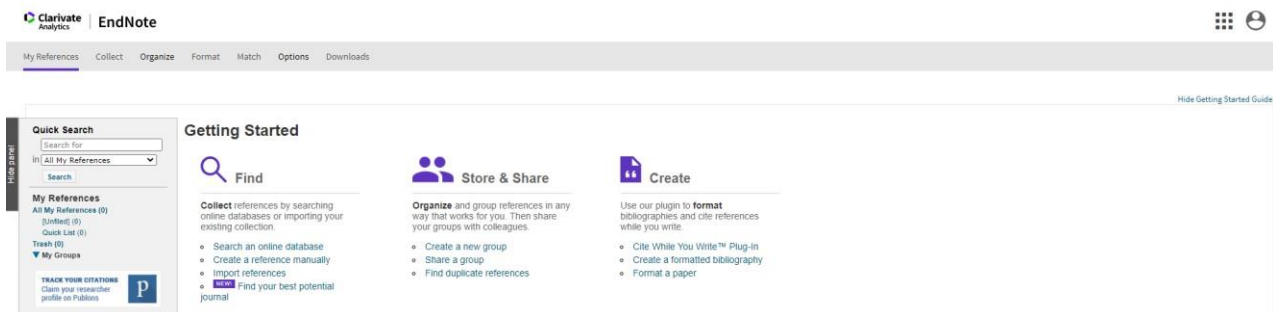 Clarivate
Analytics
EndNote
My References Collect Organize Format Match Options Downloads
Hide Getting Started Guide
Hide panel
Quick Search
Search for
in All My References
Search
My References
All My References (0)
[Unfiled] (0)
Quick List (0)
Trash (0)
My Groups
TRACK YOUR CITATIONS
Claim your researcher
profile on Publons
P
Getting Started
Find
Collect references by searching
online databases or importing your
existing collection.
Search an online database
Create a reference manually
Import references
NEW! Find your best potential
journal
Store & Share
Organize and group references in any
way that works for you. Then share
your groups with colleagues.
Create a new group
Share a group
Find duplicate references
Create
Use our plugin to format
bibliographies and cite references
while you write.
Cite While You Write™ Plug-In
Create a formatted bibliography
Format a paper